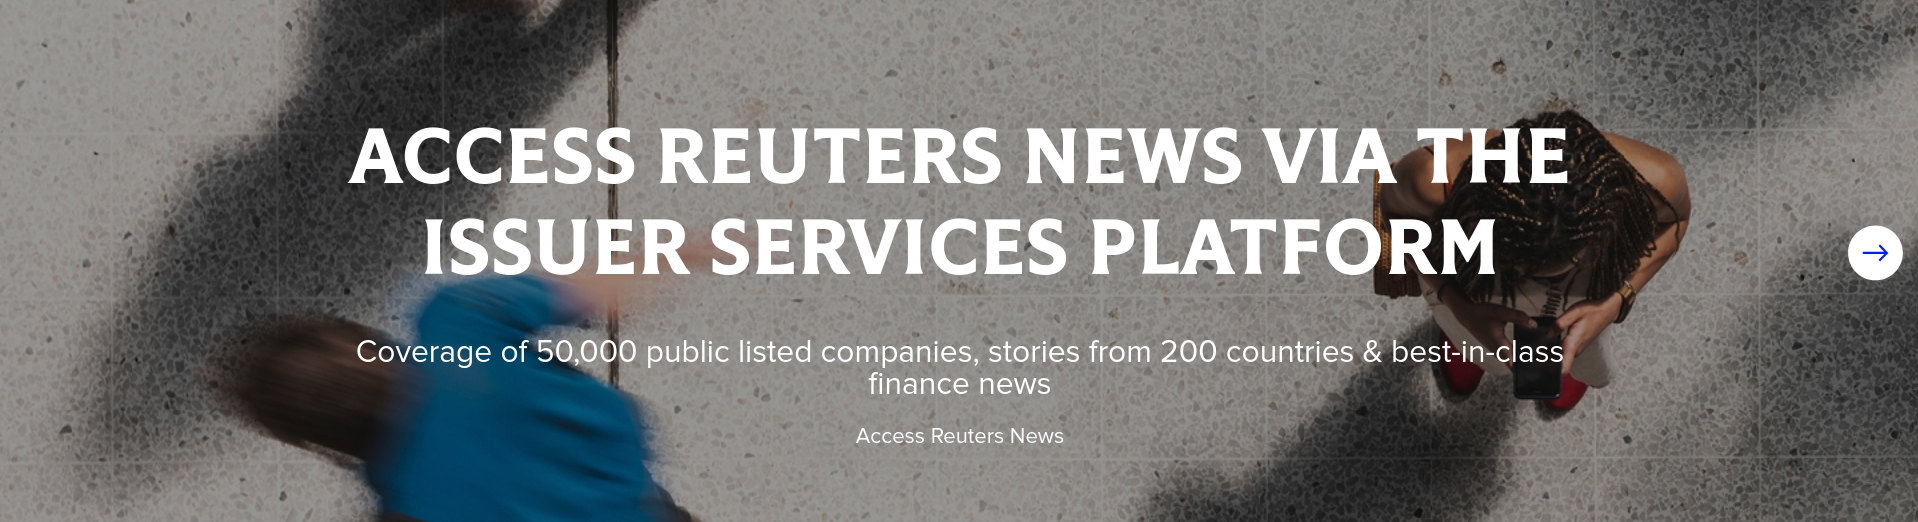 ACCESS REUTERS NEWS VIA THE
ISSUER SERVICES PLATFORM
Coverage of 50,000 public listed companies, stories from 200 countries & best-in-class
finance news
Access Reuters News